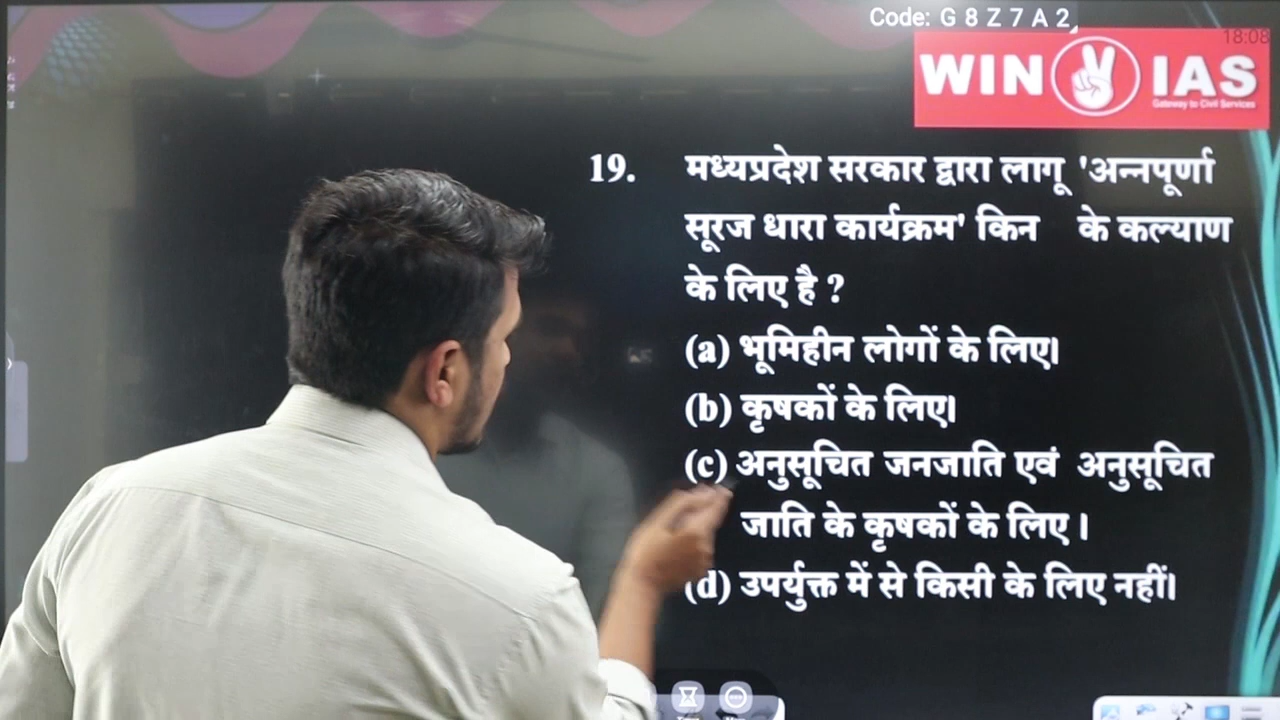 Code: G 8 Z 7 A 2
18:08
WIN IAS
Gateway to Civil Services
19. मध्यप्रदेश सरकार द्वारा लागू 'अन्नपूर्णा
सूरज धारा कार्यक्रम' किन के कल्याण
के लिए है ?
(a) भूमिहीन लोगों के लिए।
(b) कृषकों के लिए।
(c) अनुसूचित जनजाति एवं अनुसूचित
जाति के कृषकों के लिए ।
(d) उपर्युक्त में से किसी के लिए नहीं।